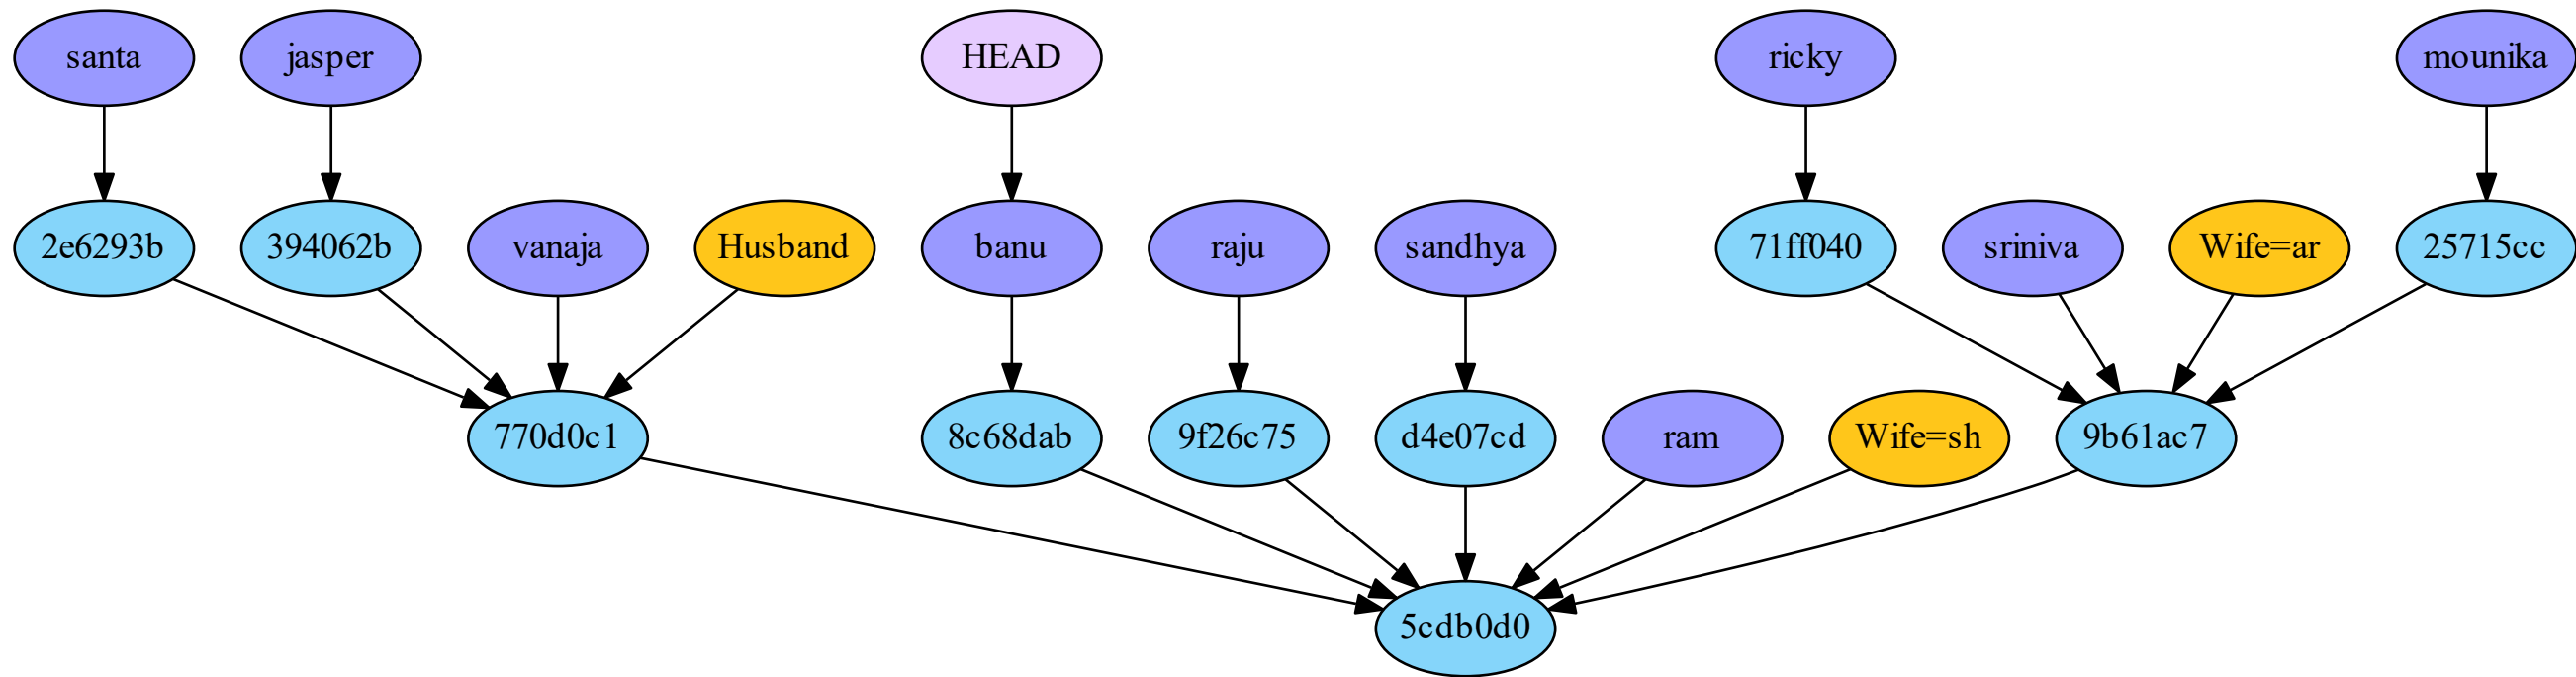 santa
jasper
HEAD
ricky
mounika
2e6293b
394062b
vanaja
Husband
banu
raju
sandhya
71ff040
sriniva
Wife=ar
25715cc
770d0c1
8c68dab
9f26c75
d4e07cd
ram
Wife=sh
9b61ac7
5cdb0d0